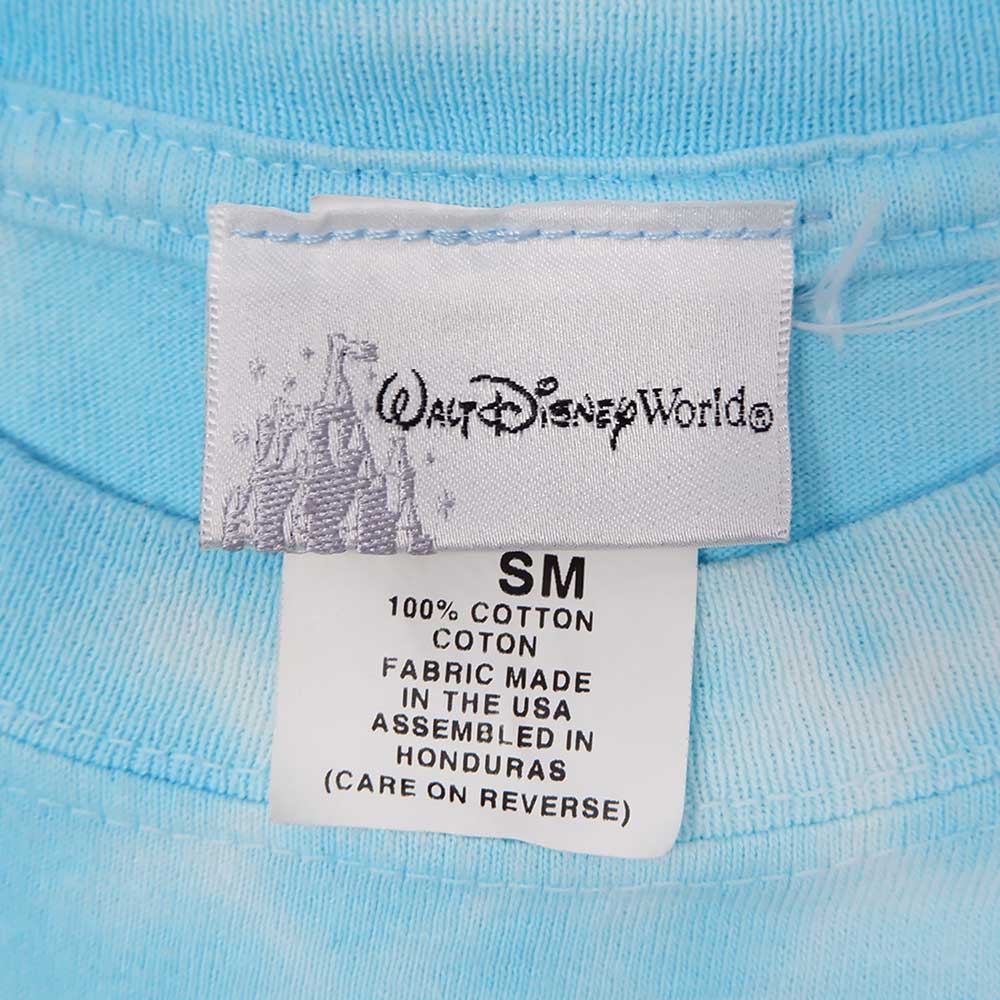 WALT DISNEY World®
SM
100% COTTON
COTON
FABRIC MADE
IN THE USA
ASSEMBLED IN
HONDURAS
(CARE ON REVERSE)